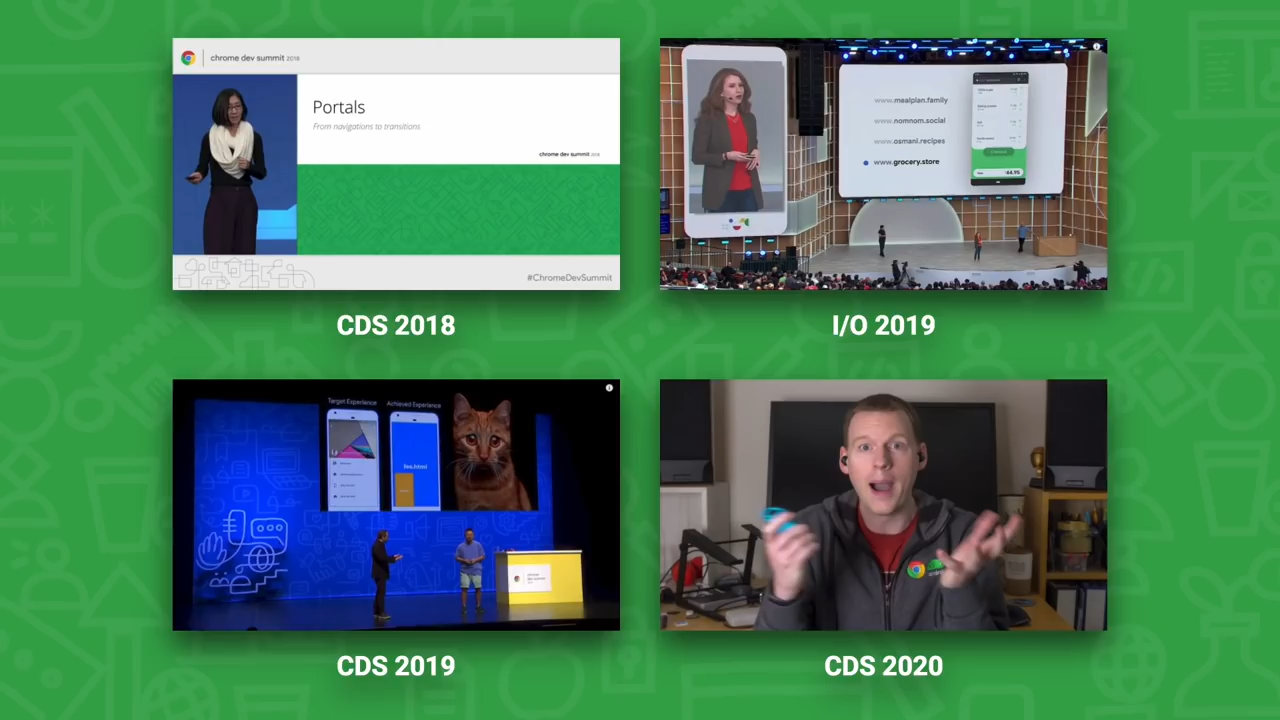 chrome dev summit 2018
Portals
From navigations to transitions
chrome dev summit 2018
#ChromeDevSummit
CDS 2018
www.mealplan.family
www.nomnom.social
www.asmani.recipes
www.grocery.store
I/O 2019
Target Experience
Achieved Experience
CDS 2019
CDS 2020